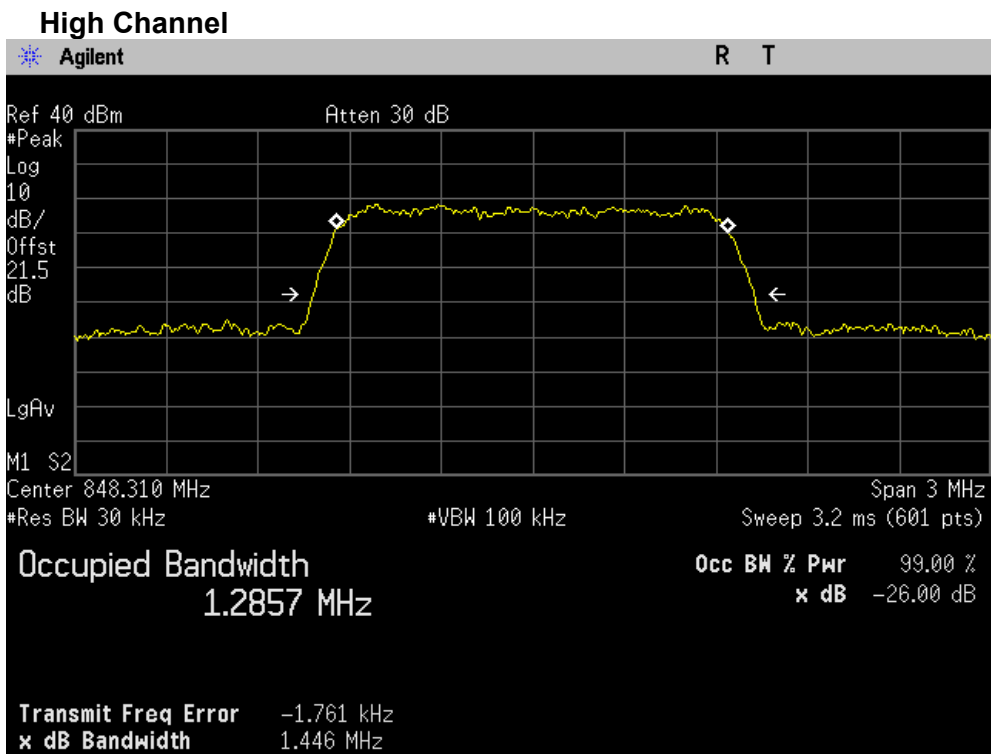 High Channel
Agilent R T
Ref 40 dBm Atten 30 dB
#Peak
Log
10
dB/
Offst
21.5
dB
LgAv
M1 S2
Center 848.310 MHz Span 3 MHz
#Res BW 30 kHz #VBW 100 kHz Sweep 3.2 ms (601 pts)
Occupied Bandwidth Occ BW % Pwr 99.00 %
1.2857 MHz x dB -26.00 dB
Transmit Freq Error -1.761 kHz
x dB Bandwidth 1.446 MHz